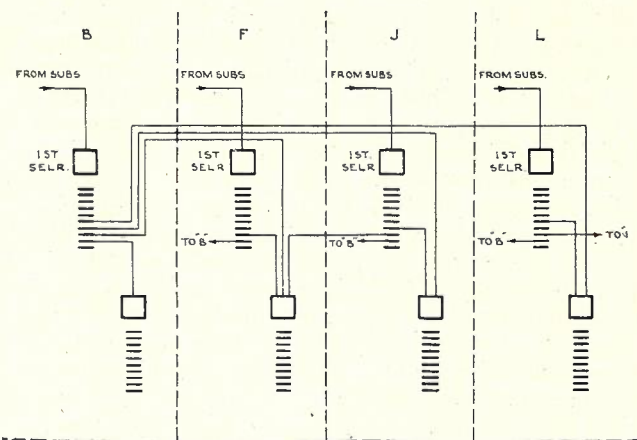 B
F
J
L
FROM SUBS
FROM SUBS
FROM SUBS
FROM SUBS.
1ST
SELR.
1ST
SELR
1ST.
SELR
1ST
SELR
TO "B"
TO "B"
TO "B"
TO "J"